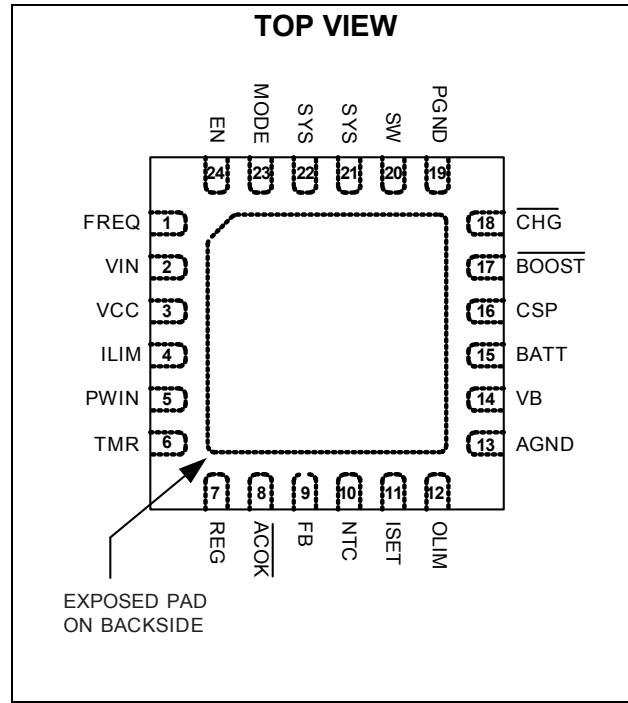 TOP VIEW
EN MODE SYS SYS SW PGND
24 23 22 21 20 19
FREQ 1
VIN 2
VCC 3
ILIM 4
PWIN 5
TMR 6
18 CHG
17 BOOST
16 CSP
15 BATT
14 VB
13 AGND
7 8 9 10 11 12
REG ACOK FB NTC ISET OLIM
EXPOSED PAD
ON BACKSIDE